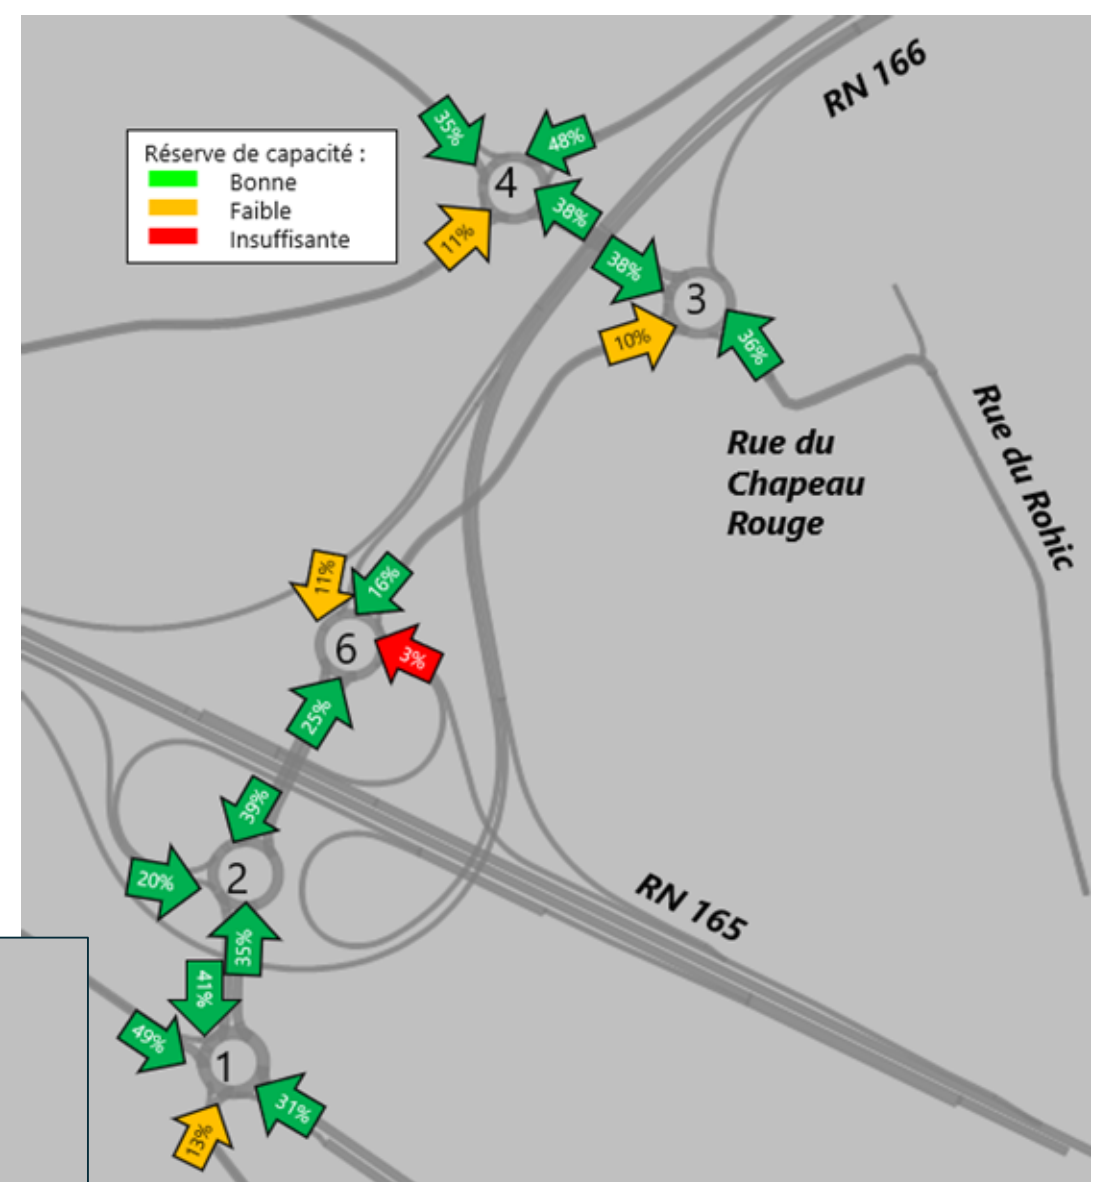 RN 166
35%
48%
Réserve de capacité :
Bonne
Faible
Insuffisante
4
38%
11%
38%
3
10%
36%
Rue du
Chapeau
Rouge
Rue du Rohic
11%
16%
6
3%
25%
39%
2
20%
RN 165
35%
41%
49%
1
31%
13%